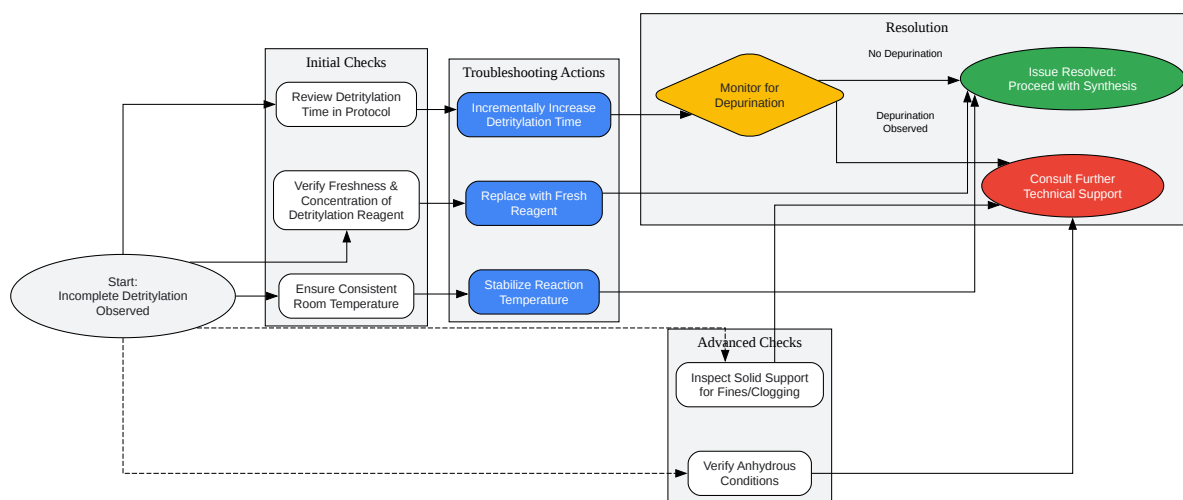 Resolution
No Depurination
Initial Checks
Troubleshooting Actions
Monitor for
Depurination
Issue Resolved:
Proceed with Synthesis
Review Detritylation
Time in Protocol
Incrementally Increase
Detritylation Time
Depurination
Observed
Verify Freshness &
Concentration of
Detritylation Reagent
Replace with Fresh
Reagent
Consult Further
Technical Support
Start:
Incomplete Detritylation
Observed
Ensure Consistent
Room Temperature
Stabilize Reaction
Temperature
Advanced Checks
Inspect Solid Support
for Fines/Clogging
Verify Anhydrous
Conditions